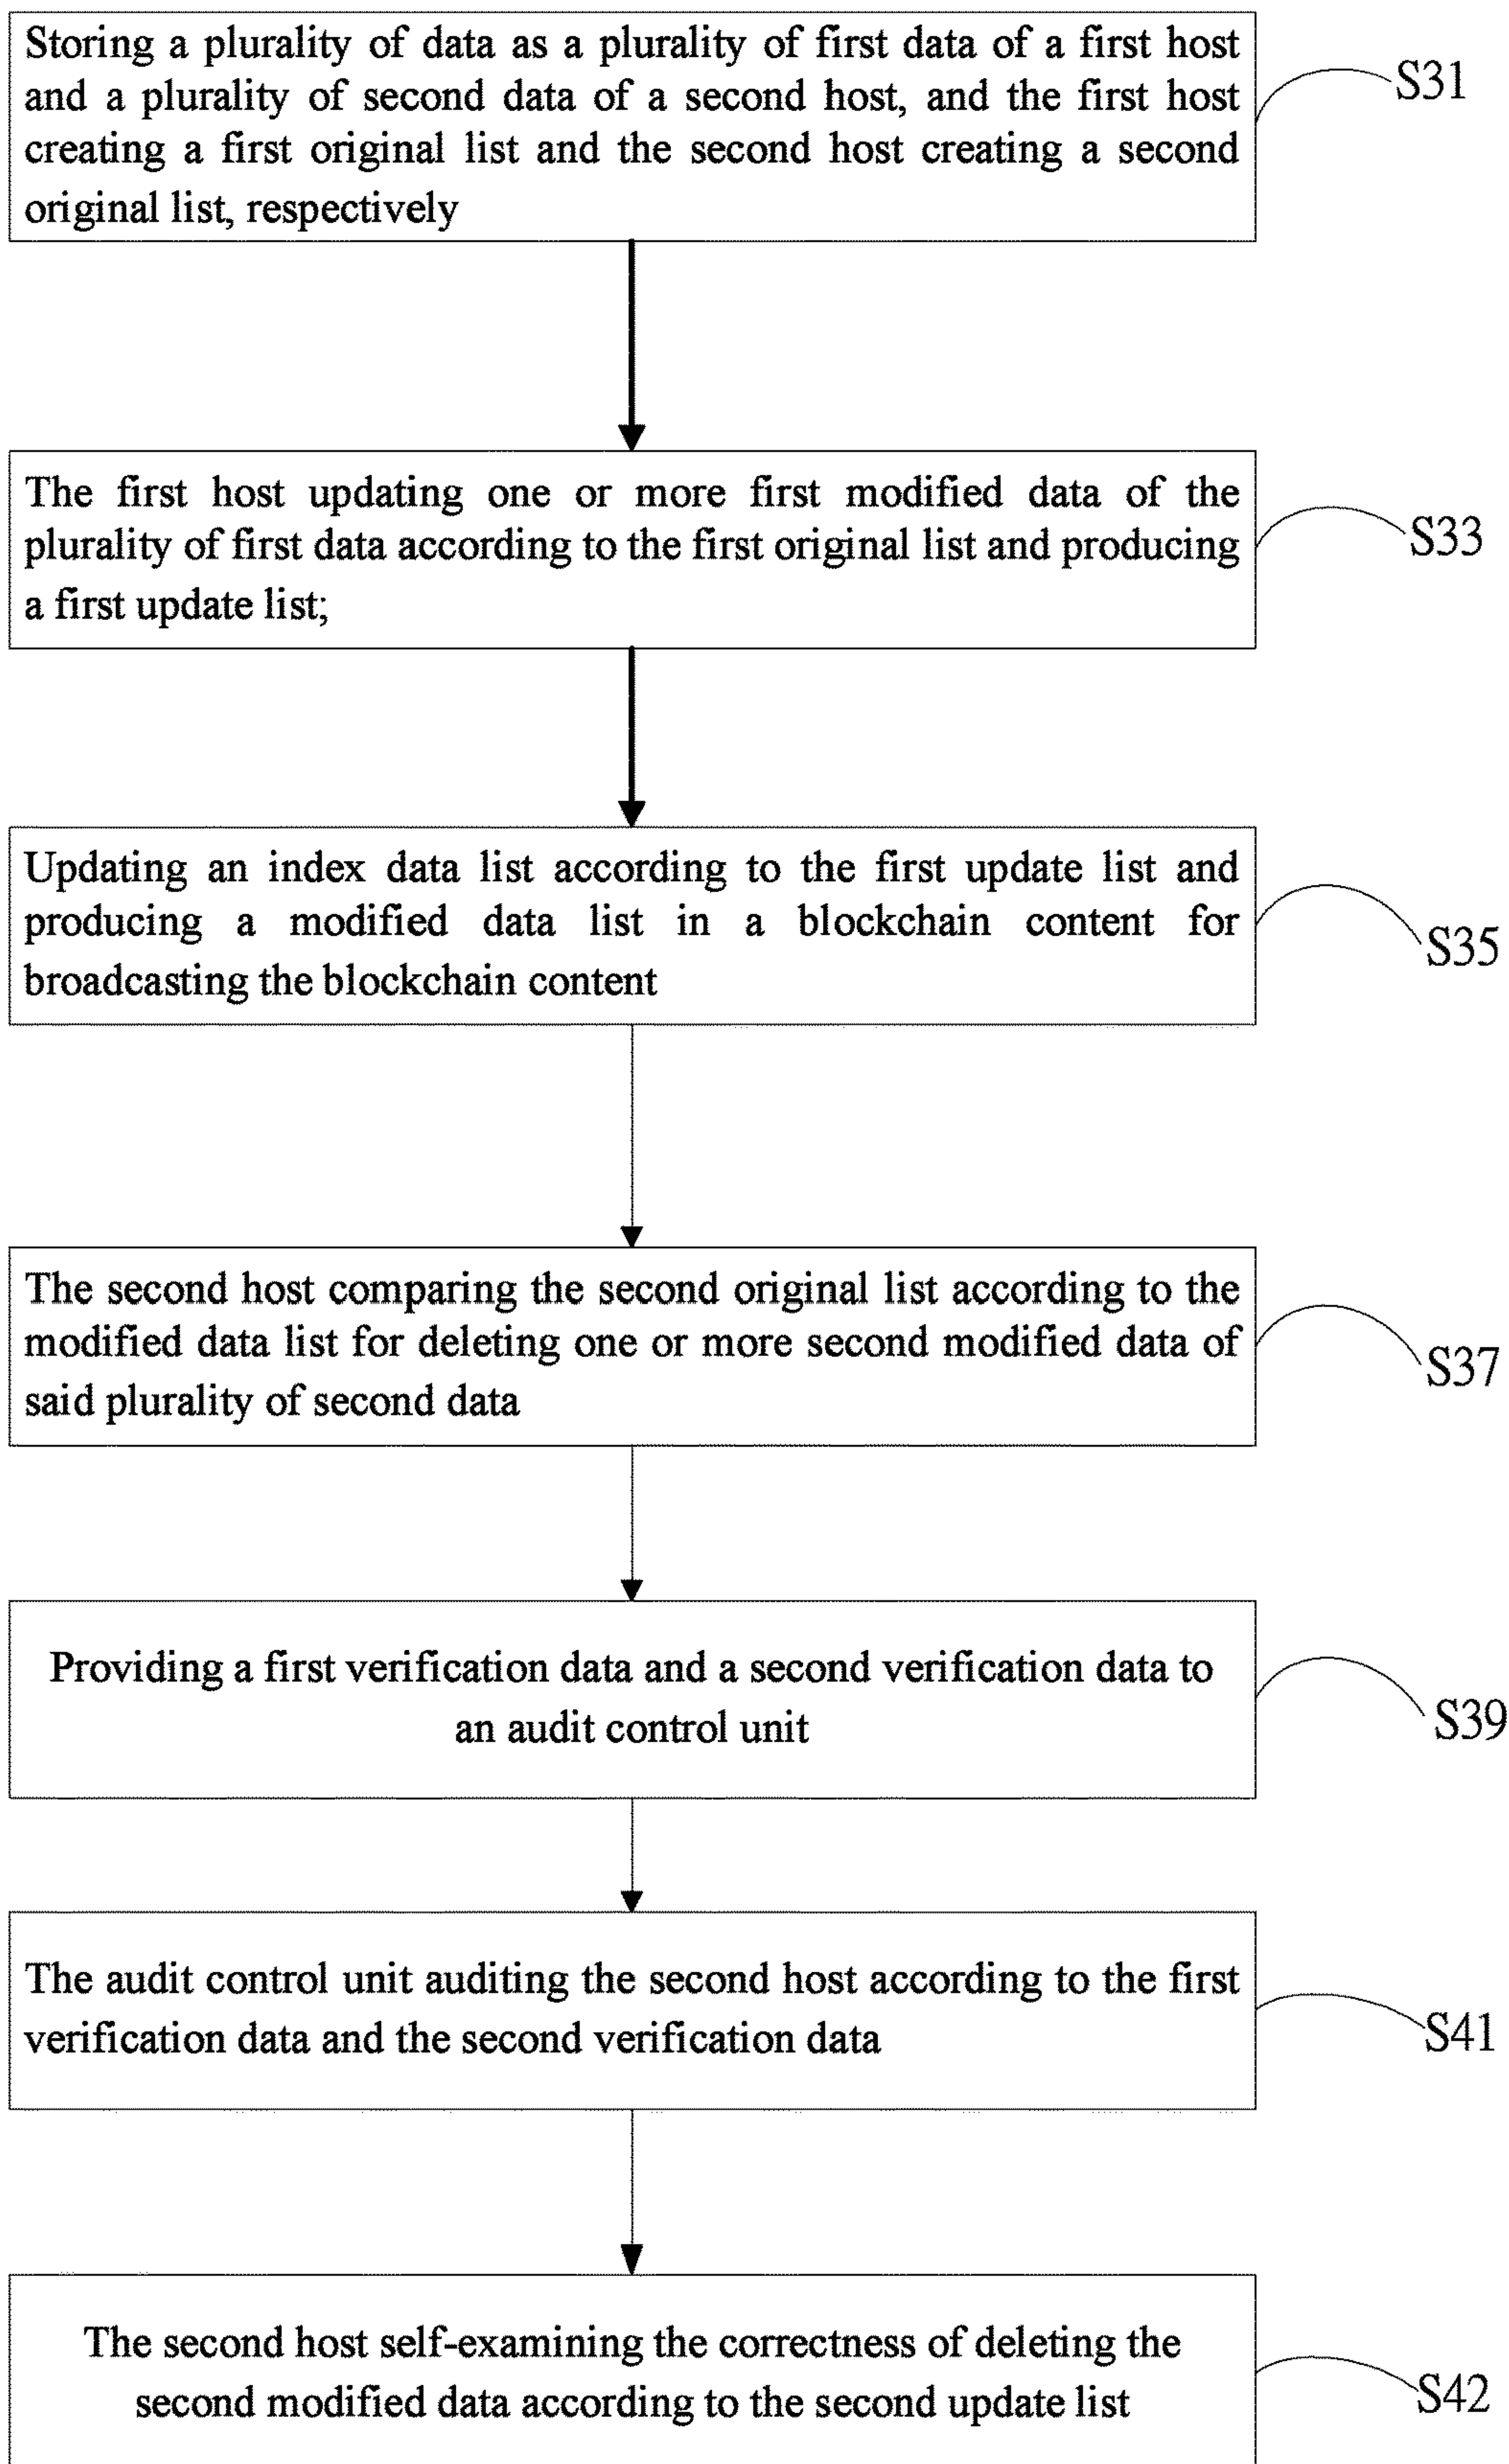 Storing a plurality of data as a plurality of first data of a first host
and a plurality of second data of a second host, and the first host
creating a first original list and the second host creating a second
original list, respectively
S31
The first host updating one or more first modified data of the
plurality of first data according to the first original list and producing
a first update list;
S33
Updating an index data list according to the first update list and
producing a modified data list in a blockchain content for
broadcasting the blockchain content
S35
The second host comparing the second original list according to the
modified data list for deleting one or more second modified data of
said plurality of second data
S37
Providing a first verification data and a second verification data to
an audit control unit
S39
The audit control unit auditing the second host according to the first
verification data and the second verification data
S41
The second host self-examining the correctness of deleting the
second modified data according to the second update list
S42